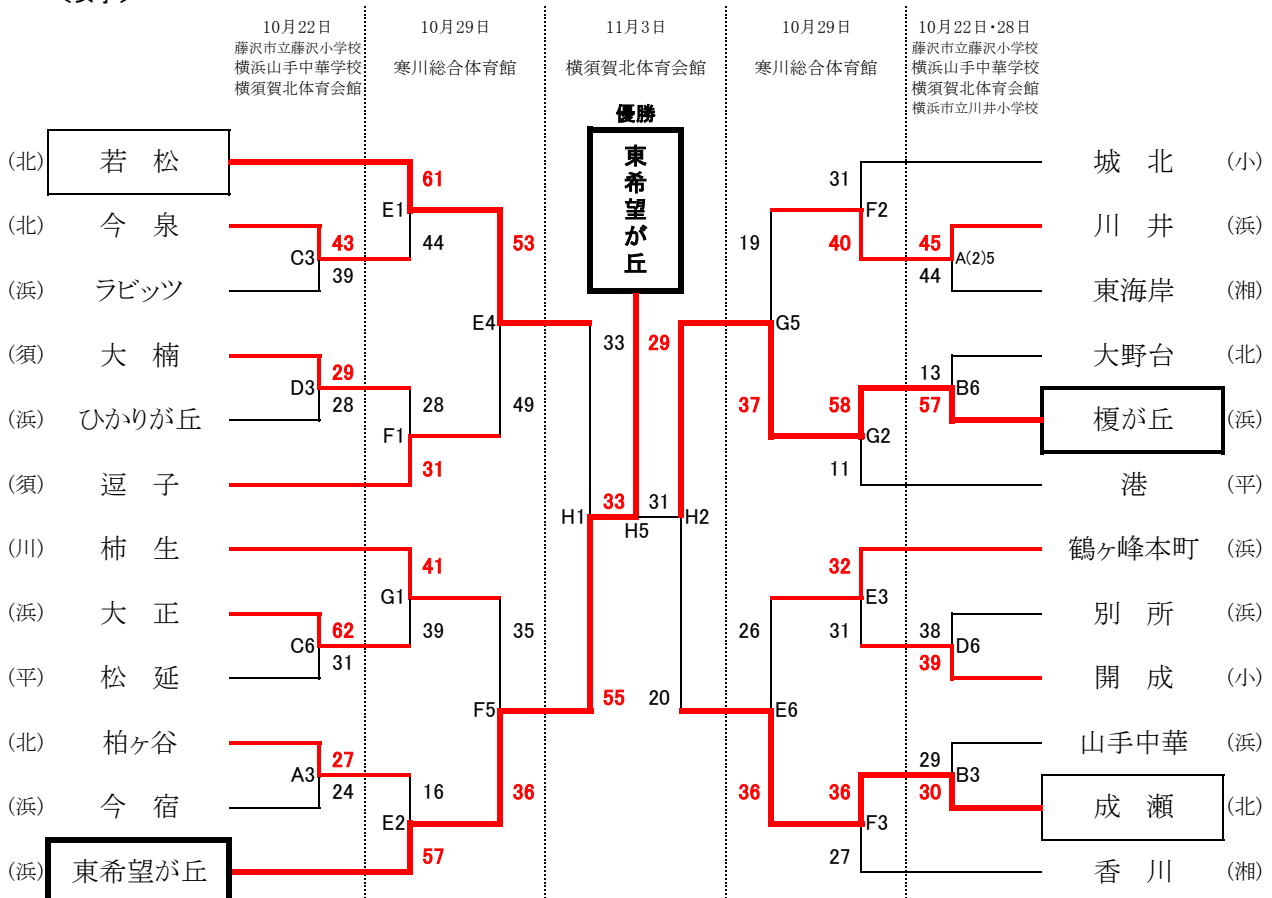 10月22日
藤沢市立藤沢小学校
横浜山手中華学校
横須賀北体育会館
10月29日
寒川総合体育館
11月3日
横須賀北体育会館
10月29日
寒川総合体育館
10月22日・28日
藤沢市立藤沢小学校
横浜山手中華学校
横須賀北体育会館
横浜市立川井小学校
優勝
東希望が丘
(北) 若 松
(北) 今 泉
(浜) ラビッツ
(須) 大 楠
(浜) ひかりが丘
(須) 逗 子
(川) 柿 生
(浜) 大 正
(平) 松 延
(北) 柏ヶ谷
(浜) 今 宿
(浜) 東希望が丘
C3 43 39
D3 29 28
C6 62 31
A3 27 24
E1 61 44
F1 28 31
G1 41 39
E2 16 57
E4 53 49
F5 35 36
H1 33 55
H5 33 29 31
H2 20
G5 19 37
E6 26 36
F2 31 40
G2 58 11
E3 32 31
F3 36 27
A(2)5 45 44
B6 13 57
D6 38 39
B3 29 30
城 北 (小)
川 井 (浜)
東海岸 (湘)
大野台 (北)
榎が丘 (浜)
港 (平)
鶴ヶ峰本町 (浜)
別 所 (浜)
開 成 (小)
山手中華 (浜)
成 瀬 (北)
香 川 (湘)